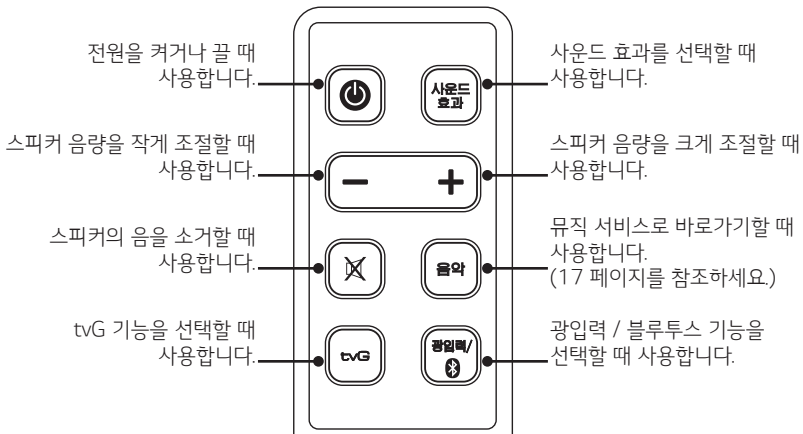 전원을 켜거나 끌 때
사용합니다.
사운드
효과
사운드 효과를 선택할 때
사용합니다.
스피커 음량을 작게 조절할 때
사용합니다.
스피커 음량을 크게 조절할 때
사용합니다.
스피커의 음을 소거할 때
사용합니다.
음악
뮤직 서비스로 바로가기할 때
사용합니다.
(17 페이지를 참조하세요.)
tvG 기능을 선택할 때
사용합니다.
tvG
광입력/
광입력 / 블루투스 기능을
선택할 때 사용합니다.